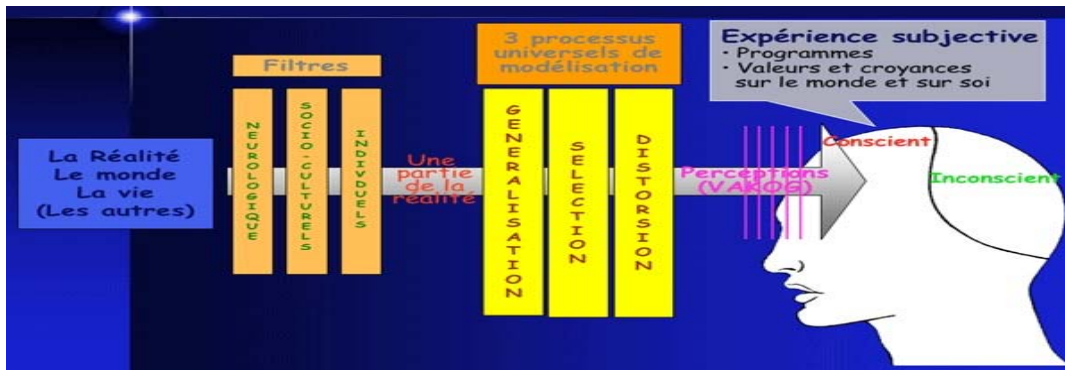 La Réalité
Le monde
La vie
(Les autres)
Filtres
NEUROLOGIQUE
SOCIO-CULTURELS
INDIVDUELS
Une
partie
de la
réalité
3 processus
universels de
modélisation
GENERALISATION
SELECTION
DISTORSION
Perceptions
(VAKOG)
Expérience subjective
• Programmes
• Valeurs et croyances
sur le monde et sur soi
Conscient
Inconscient